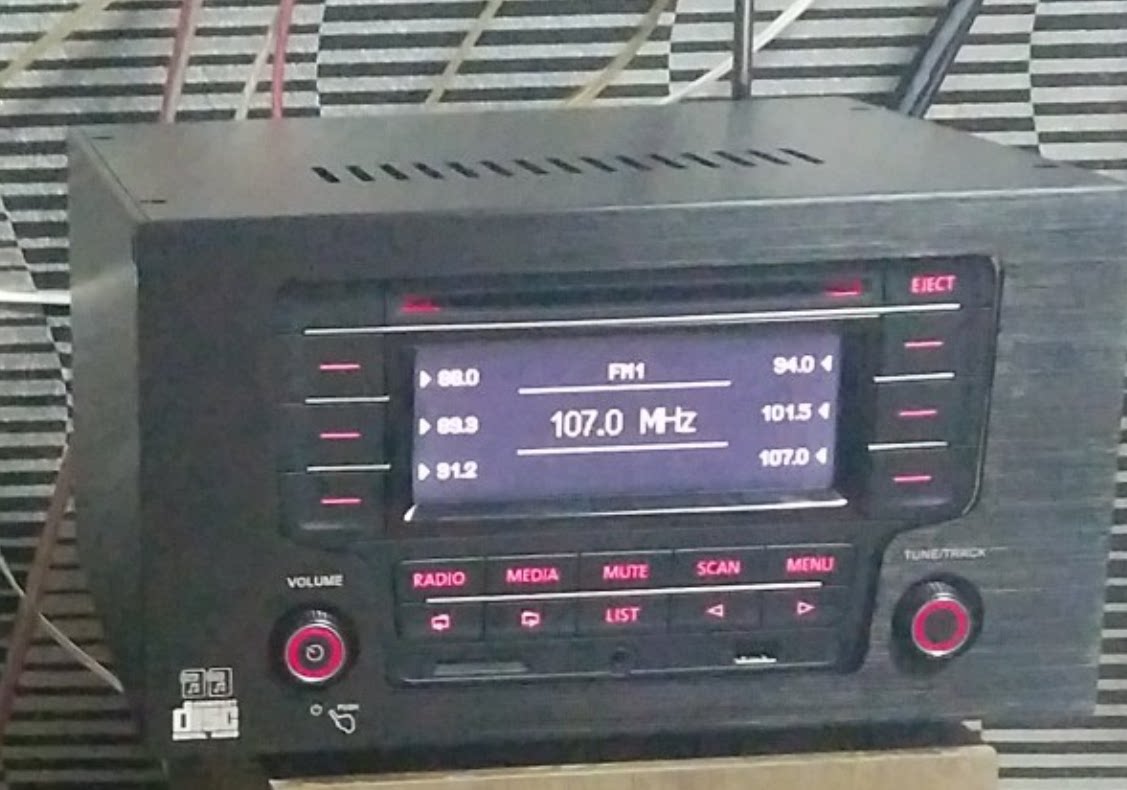 EJECT
FM1
88.0
94.0
107.0 MHz
89.9
101.5
91.2
107.0
VOLUME
RADIO MEDIA MUTE SCAN MENU
LIST
TUNE/TRACK
PUSH